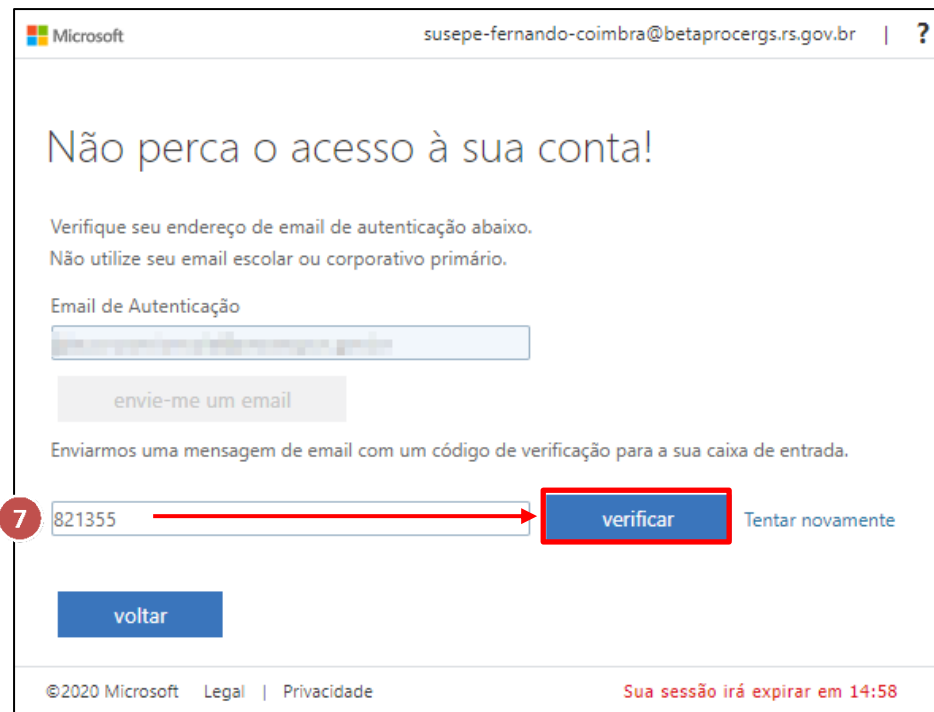 Microsoft susepe-fernando-coimbra@betaprocergs.rs.gov.br | ?
Não perca o acesso à sua conta!
Verifique seu endereço de email de autenticação abaixo.
Não utilize seu email escolar ou corporativo primário.
Email de Autenticação
envie-me um email
Enviarmos uma mensagem de email com um código de verificação para a sua caixa de entrada.
7 821355 verificar Tentar novamente
voltar
©2020 Microsoft Legal | Privacidade Sua sessão irá expirar em 14:58